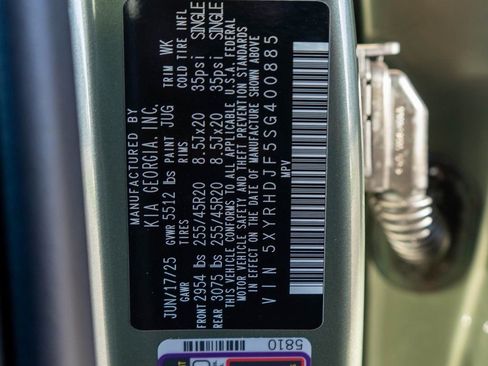 MANUFACTURED BY
KIA GEORGIA, INC.
JUN/17/25 GVWR 5512 lbs PAINT JUG TRIM WK
GAWR TIRES RIMS COLD TIRE INFL
FRONT 2954 lbs 255/45R20 8.5Jx20 35psi SINGLE
REAR 3075 lbs 255/45R20 8.5Jx20 35psi SINGLE
THIS VEHICLE CONFORMS TO ALL APPLICABLE U.S.A. FEDERAL
MOTOR VEHICLE SAFETY AND THEFT PREVENTION STANDARDS
IN EFFECT ON THE DATE OF MANUFACTURE SHOWN ABOVE
VIN 5XYRHDJF5SG400885
MPV
5810